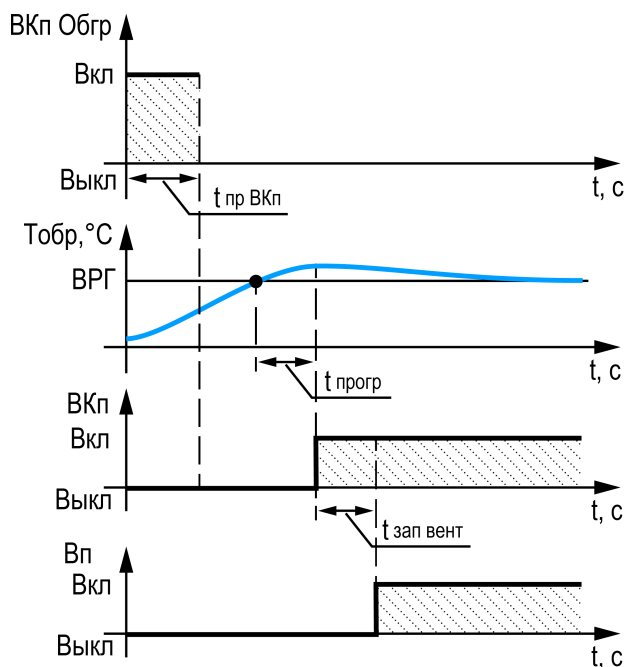 ВКп Обгр
Вкл
Выкл
t, с
t пр ВКп
Тобр,°С
ВРГ
t, с
t прогр
ВКп
Вкл
Выкл
t, с
t зап вент
Вп
Вкл
Выкл
t, с